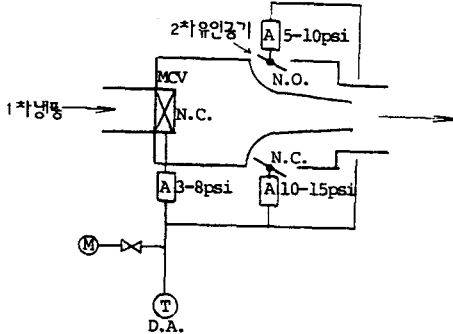 2차유인공기
A 5-10psi
MCV
N.O.
1차냉풍
N.C.
N.C.
A 3-8psi
A 10-15psi
M
T
D.A.